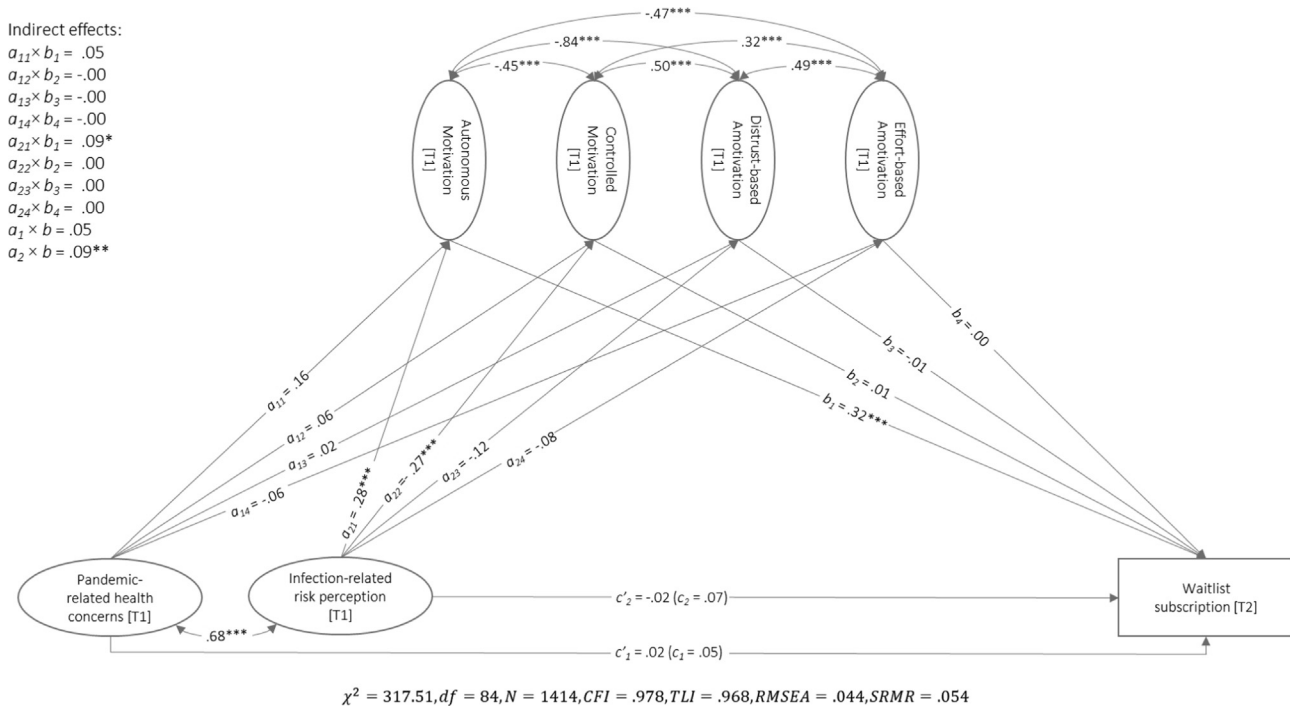 Indirect effects:
a₁₁× b₁ = .05
a₁₂× b₂ = -.00
a₁₃× b₃ = -.00
a₁₄× b₄ = -.00
a₂₁× b₁ = .09*
a₂₂× b₂ = .00
a₂₃× b₃ = .00
a₂₄× b₄ = .00
a₁ × b = .05
a₂ × b = .09**
-.47***
-.84***
.32***
-.45***
.50***
.49***
Autonomous
Motivation
[T1]
Controlled
Motivation
[T1]
Distrust-based
Amotivation
[T1]
Effort-based
Amotivation
[T1]
a₁₁ = .16
a₁₂ = .06
a₁₃ = .02
a₁₄ = -.06
a₂₁ = .28***
a₂₂ =- .27***
a₂₃ = -.12
a₂₄ = -.08
b₁ = .32***
b₂ = .01
b₃ = -.01
b₄ = .00
Pandemic-
related health
concerns [T1]
Infection-related
risk perception
[T1]
Waitlist
subscription [T2]
.68***
c'₂ = -.02 (c₂ = .07)
c'₁ = .02 (c₁ = .05)
χ² = 317.51, df = 84, N = 1414, CFI = .978, TLI = .968, RMSEA = .044, SRMR = .054